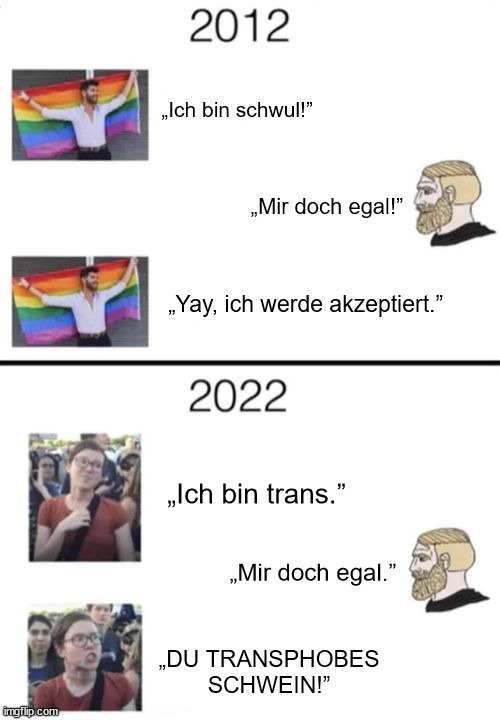 2012
„Ich bin schwul!”
„Mir doch egal!”
„Yay, ich werde akzeptiert.”
2022
„Ich bin trans.”
„Mir doch egal.”
„DU TRANSPHOBES
SCHWEIN!”
imgflip.com